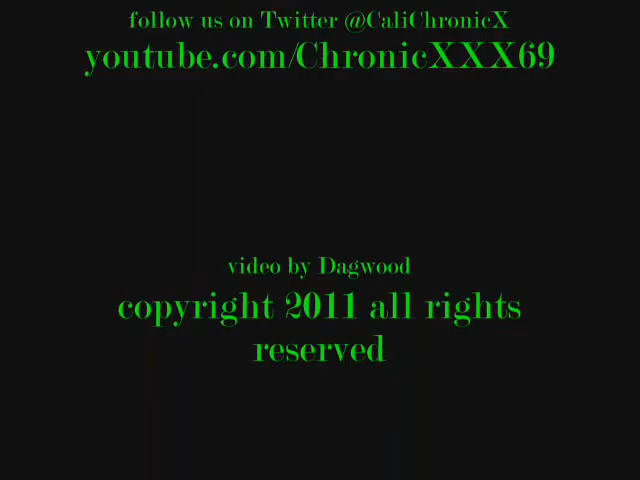 follow us on Twitter @CaliChronicX
youtube.com/ChronicXXX69
video by Dagwood
copyright 2011 all rights
reserved